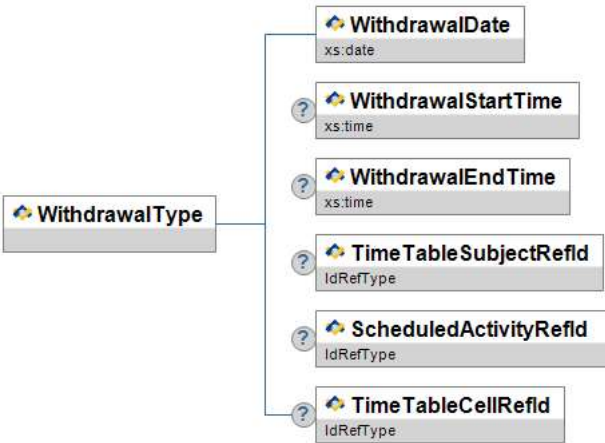 WithdrawalDate
xs:date
?
WithdrawalStartTime
xs:time
?
WithdrawalEndTime
xs:time
WithdrawalType
?
TimeTableSubjectRefId
IdRefType
?
ScheduledActivityRefId
IdRefType
?
TimeTableCellRefId
IdRefType